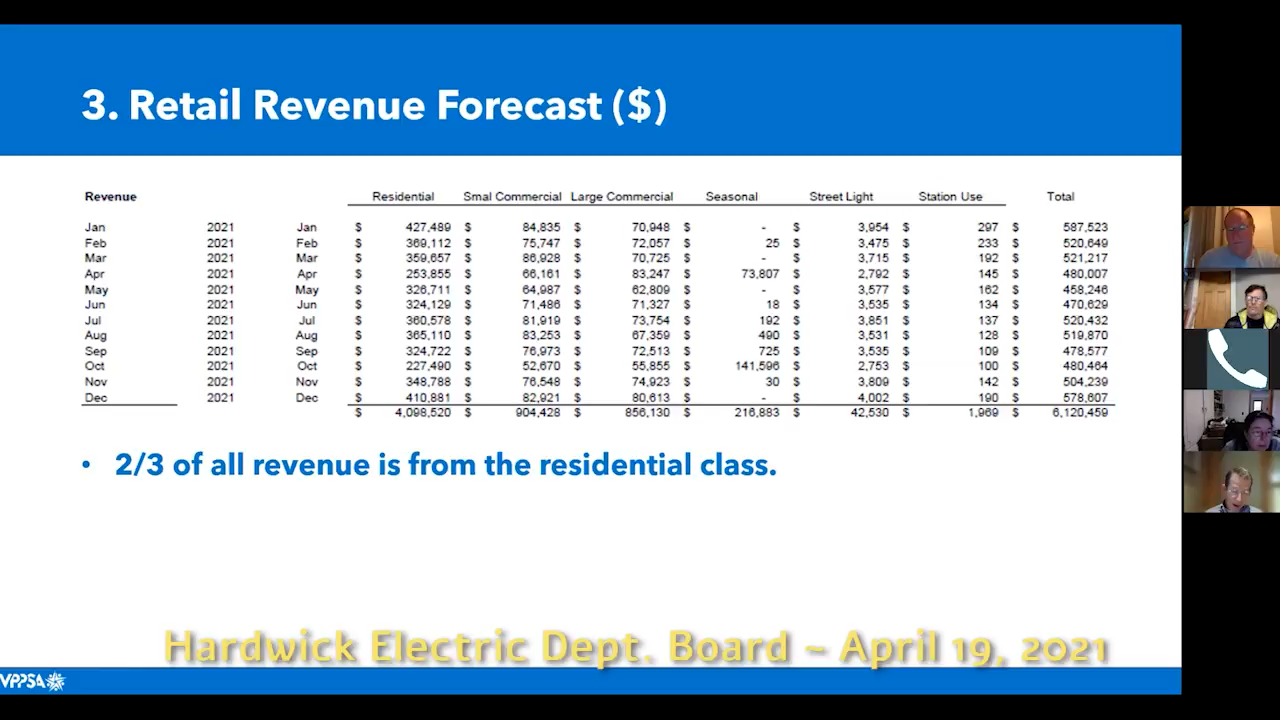 3. Retail Revenue Forecast ($)
Revenue Residential Smal Commercial Large Commercial Seasonal Street Light Station Use Total
Jan 2021 Jan $ 427,489 $ 84,835 $ 70,948 $ - $ 3,954 $ 297 $ 587,523
Feb 2021 Feb $ 369,112 $ 75,747 $ 72,057 $ 25 $ 3,475 $ 233 $ 520,649
Mar 2021 Mar $ 359,657 $ 86,928 $ 70,725 $ - $ 3,715 $ 192 $ 521,217
Apr 2021 Apr $ 253,855 $ 66,161 $ 83,247 $ 73,807 $ 2,792 $ 145 $ 480,007
May 2021 May $ 326,711 $ 64,987 $ 62,809 $ - $ 3,577 $ 162 $ 458,246
Jun 2021 Jun $ 324,129 $ 71,486 $ 71,327 $ 18 $ 3,535 $ 134 $ 470,629
Jul 2021 Jul $ 360,578 $ 81,919 $ 73,754 $ 192 $ 3,851 $ 137 $ 520,432
Aug 2021 Aug $ 365,110 $ 83,253 $ 67,359 $ 490 $ 3,531 $ 128 $ 519,870
Sep 2021 Sep $ 324,722 $ 76,973 $ 72,513 $ 725 $ 3,535 $ 109 $ 478,577
Oct 2021 Oct $ 227,490 $ 52,670 $ 55,855 $ 141,596 $ 2,753 $ 100 $ 480,464
Nov 2021 Nov $ 348,788 $ 76,548 $ 74,923 $ 30 $ 3,809 $ 142 $ 504,239
Dec 2021 Dec $ 410,881 $ 82,921 $ 80,613 $ - $ 4,002 $ 190 $ 578,607
$ 4,098,520 $ 904,428 $ 856,130 $ 216,883 $ 42,530 $ 1,969 $ 6,120,459
• 2/3 of all revenue is from the residential class.
Hardwick Electric Dept. Board ~ April 19, 2021
VPPSA